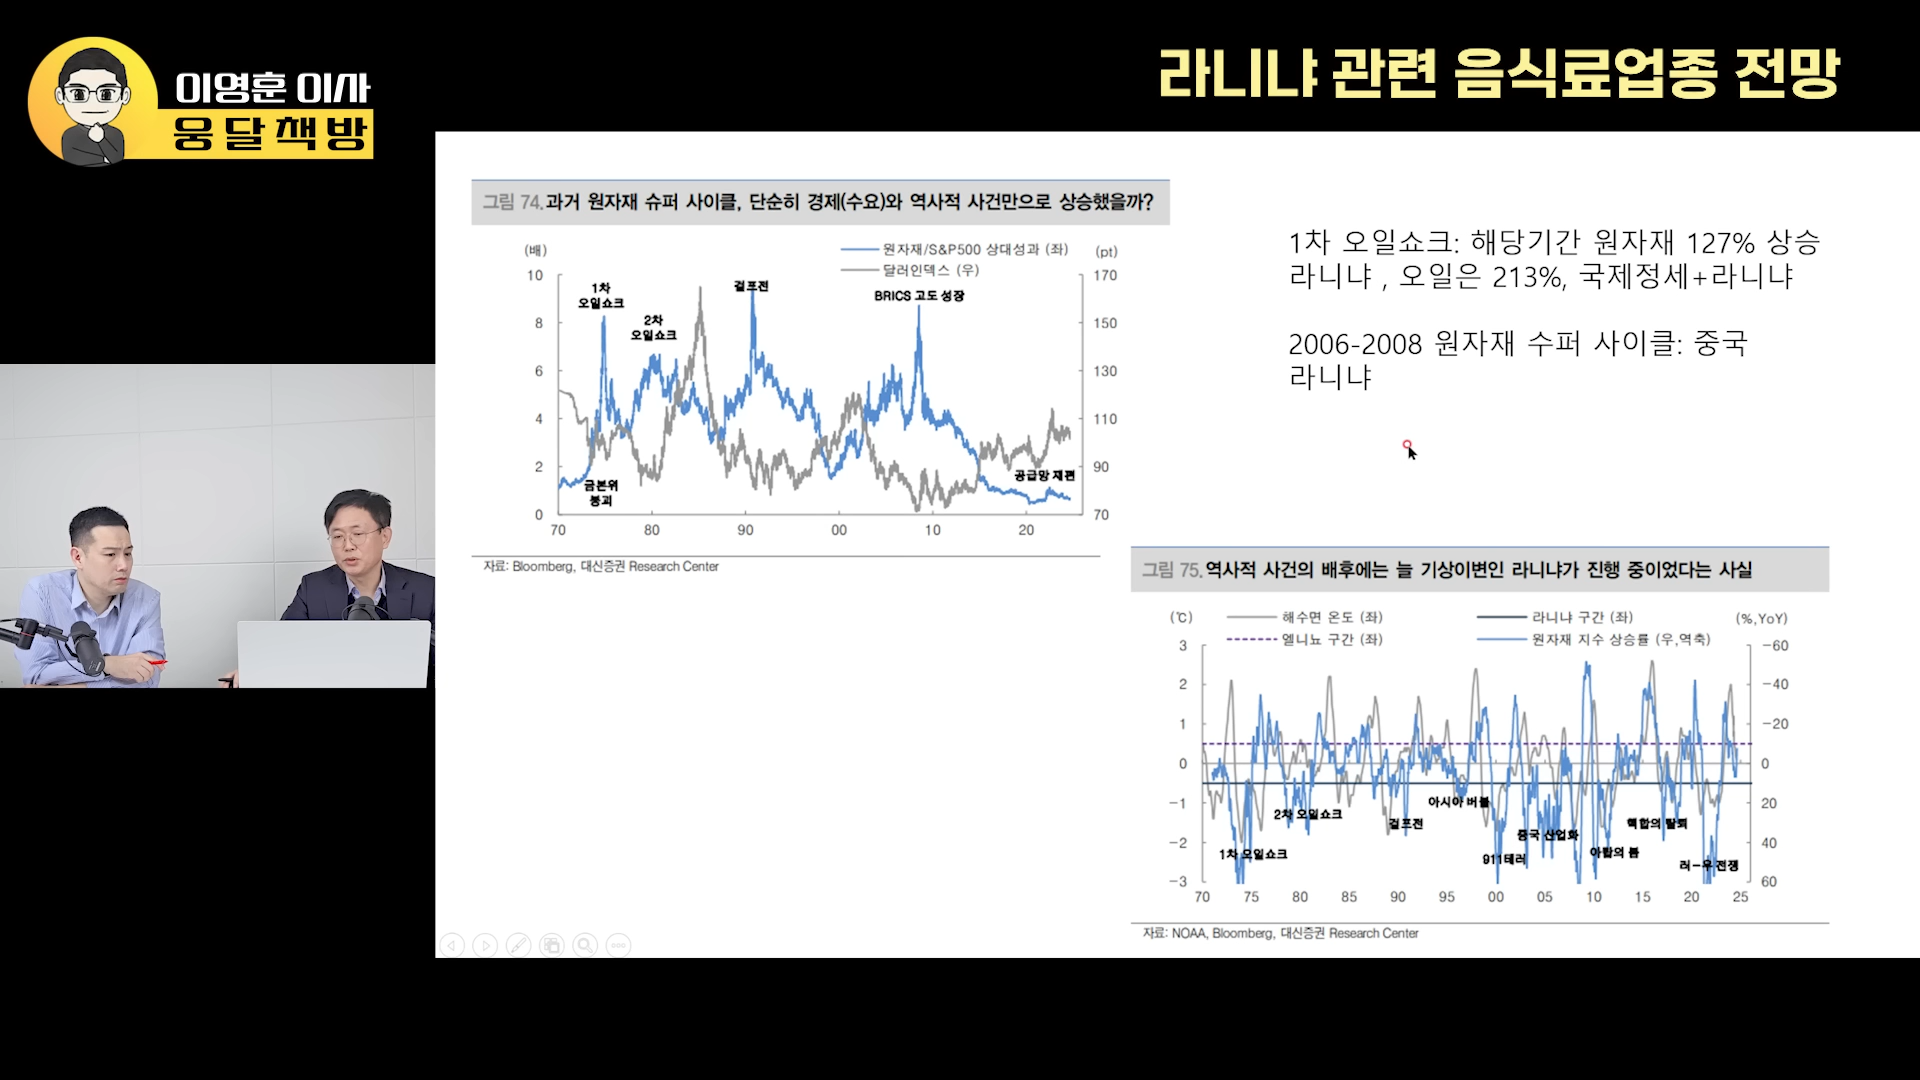 이영훈 이사
웅달책방
라니냐 관련 음식료업종 전망
그림 74. 과거 원자재 슈퍼 사이클, 단순히 경제(수요)와 역사적 사건만으로 상승했을까?
(배)
원자재/S&P500 상대성과 (좌)
달러인덱스 (우)
(pt)
10
8
6
4
2
0
170
150
130
110
90
70
1차
오일쇼크
2차
오일쇼크
걸프전
BRICS 고도 성장
금본위
붕괴
공급망 재편
70 80 90 00 10 20
자료: Bloomberg, 대신증권 Research Center
1차 오일쇼크: 해당기간 원자재 127% 상승
라니냐 , 오일은 213%, 국제정세+라니냐
2006-2008 원자재 수퍼 사이클: 중국
라니냐
그림 75. 역사적 사건의 배후에는 늘 기상이변인 라니냐가 진행 중이었다는 사실
(℃)
해수면 온도 (좌)
라니냐 구간 (좌)
엘니뇨 구간 (좌)
원자재 지수 상승률 (우,역축)
(%,YoY)
3
2
1
0
-1
-2
-3
-60
-40
-20
0
20
40
60
1차 오일쇼크
2차 오일쇼크
걸프전
아시아 버블
911테러
중국 산업화
아랍의 봄
핵합의 탈퇴
러-우 전쟁
70 75 80 85 90 95 00 05 10 15 20 25
자료: NOAA, Bloomberg, 대신증권 Research Center